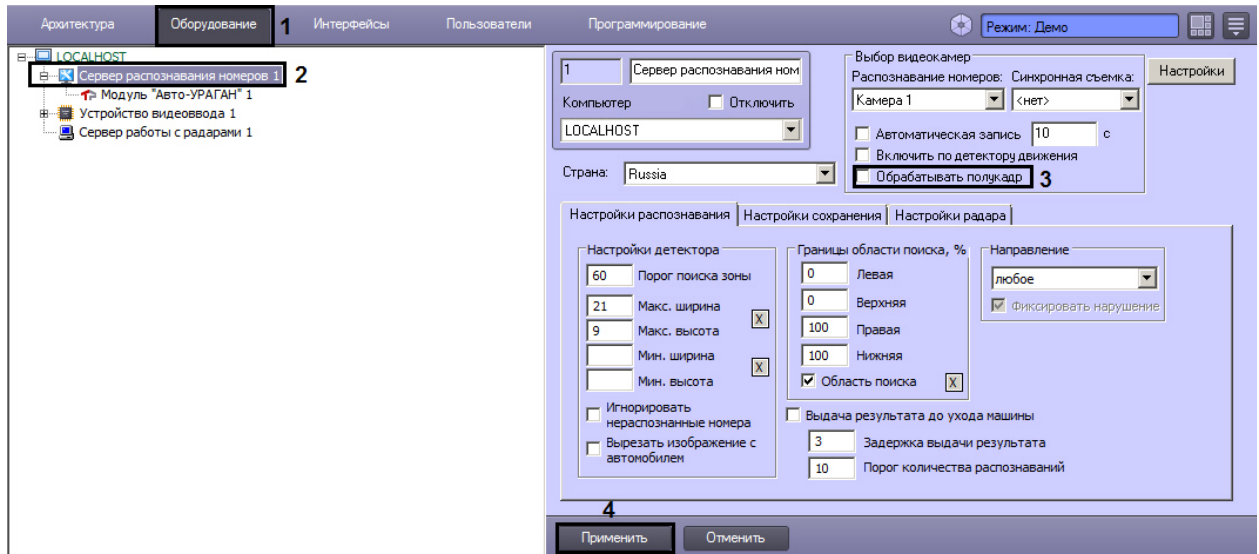 Архитектура Оборудование 1 Интерфейсы Пользователи Программирование Режим: Демо
LOCALHOST
Сервер распознавания номеров 1 2
Модуль "Авто-УРАГАН" 1
Устройство видеоввода 1
Сервер работы с радарами 1
1 Сервер распознавания ном
Компьютер Отключить
LOCALHOST
Страна: Russia
Выбор видеокамер
Распознавание номеров: Синхронная съемка:
Камера 1 <нет>
Автоматическая запись 10 с
Включить по детектору движения
Обрабатывать полукадр 3
Настройки
Настройки распознавания Настройки сохранения Настройки радара
Настройки детектора
60 Порог поиска зоны
21 Макс. ширина
9 Макс. высота
X
Мин. ширина
Мин. высота
X
Игнорировать
нераспознанные номера
Вырезать изображение с
автомобилем
Границы области поиска, %
0 Левая
0 Верхняя
100 Правая
100 Нижняя
Область поиска X
Направление
любое
Фиксировать нарушение
Выдача результата до ухода машины
3 Задержка выдачи результата
10 Порог количества распознаваний
4
Применить Отменить